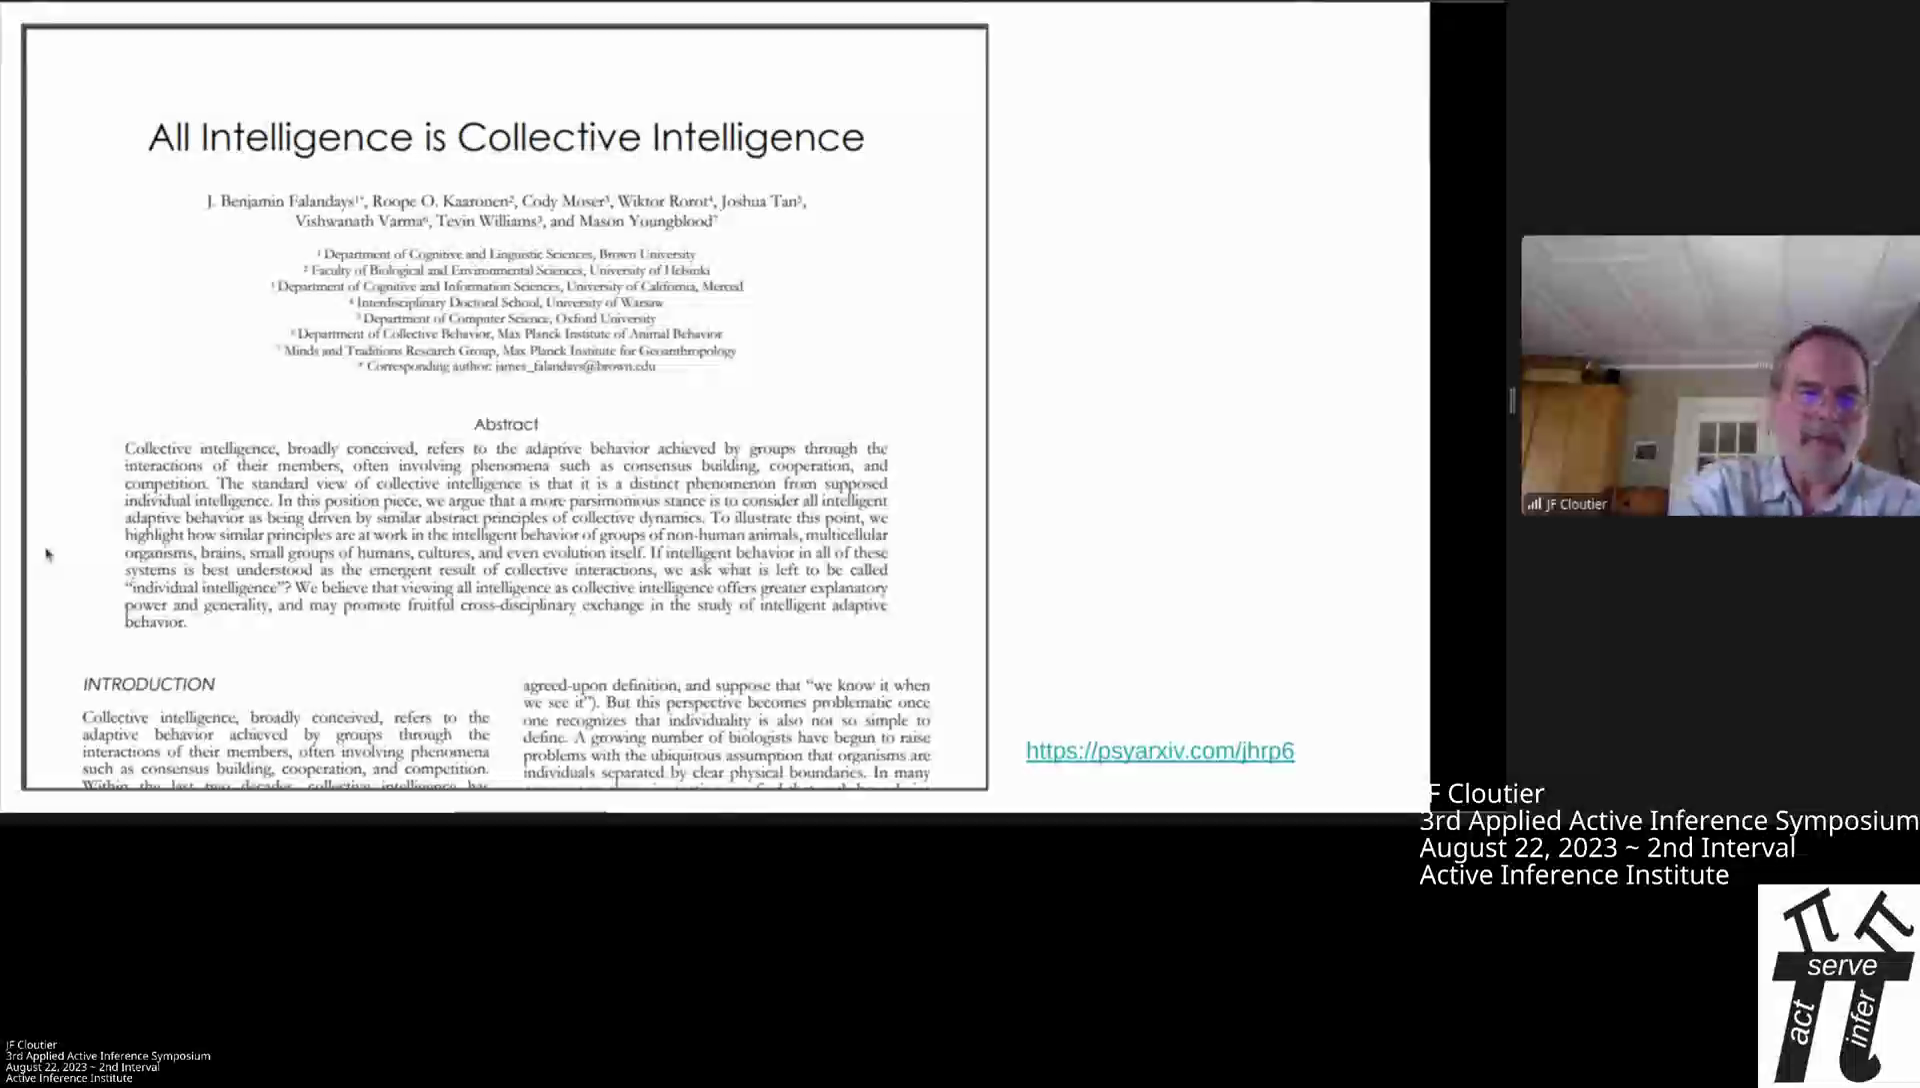 All Intelligence is Collective Intelligence
J. Benjamin Falandays¹*, Roope O. Kaaronen², Cody Moser³, Wiktor Rorot⁴, Joshua Tan⁵,
Vishwanath Varma⁶, Tevin Williams³, and Mason Youngblood⁷
¹ Department of Cognitive and Linguistic Sciences, Brown University
² Faculty of Biological and Environmental Sciences, University of Helsinki
³ Department of Cognitive and Information Sciences, University of California, Merced
⁴ Interdisciplinary Doctoral School, University of Warsaw
⁵ Department of Computer Science, Oxford University
⁶ Department of Collective Behavior, Max Planck Institute of Animal Behavior
⁷ Minds and Traditions Research Group, Max Planck Institute for Geoanthropology
* Corresponding author: james_falandays@brown.edu
Abstract
Collective intelligence, broadly conceived, refers to the adaptive behavior achieved by groups through the
interactions of their members, often involving phenomena such as consensus building, cooperation, and
competition. The standard view of collective intelligence is that it is a distinct phenomenon from supposed
individual intelligence. In this position piece, we argue that a more parsimonious stance is to consider all intelligent
adaptive behavior as being driven by similar abstract principles of collective dynamics. To illustrate this point, we
highlight how similar principles are at work in the intelligent behavior of groups of non-human animals, multicellular
organisms, brains, small groups of humans, cultures, and even evolution itself. If intelligent behavior in all of these
systems is best understood as the emergent result of collective interactions, we ask what is left to be called
“individual intelligence”? We believe that viewing all intelligence as collective intelligence offers greater explanatory
power and generality, and may promote fruitful cross-disciplinary exchange in the study of intelligent adaptive
behavior.
INTRODUCTION
Collective intelligence, broadly conceived, refers to the
adaptive behavior achieved by groups through the
interactions of their members, often involving phenomena
such as consensus building, cooperation, and competition.
Within the last two decades, collective intelligence has
agreed-upon definition, and suppose that “we know it when
we see it”). But this perspective becomes problematic once
one recognizes that individuality is also not so simple to
define. A growing number of biologists have begun to raise
problems with the ubiquitous assumption that organisms are
individuals separated by clear physical boundaries. In many
https://psyarxiv.com/jhrp6
JF Cloutier
JF Cloutier
3rd Applied Active Inference Symposium
August 22, 2023 ~ 2nd Interval
Active Inference Institute
serve
act
infer
JF Cloutier
3rd Applied Active Inference Symposium
August 22, 2023 ~ 2nd Interval
Active Inference Institute